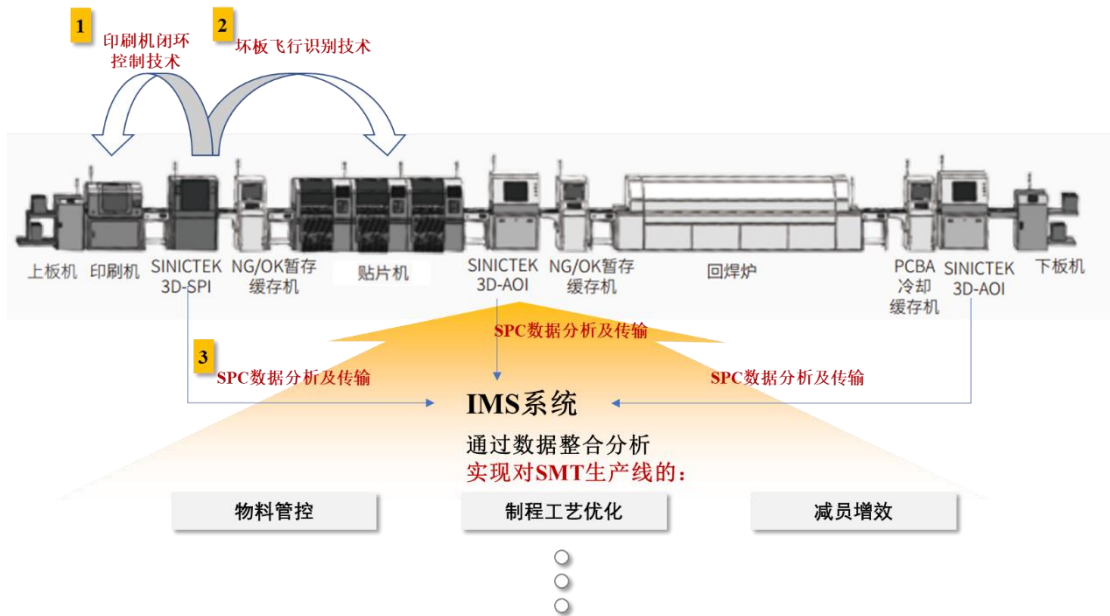 1
印刷机闭环
控制技术
2
坏板飞行识别技术
上板机
印刷机
SINICTEK
3D-SPI
NG/OK暂存
缓存机
贴片机
SINICTEK
3D-AOI
NG/OK暂存
缓存机
回焊炉
PCBA
冷却
缓存机
SINICTEK
3D-AOI
下板机
SPC数据分析及传输
3
SPC数据分析及传输
SPC数据分析及传输
IMS系统
通过数据整合分析
实现对SMT生产线的：
物料管控
制程工艺优化
减员增效